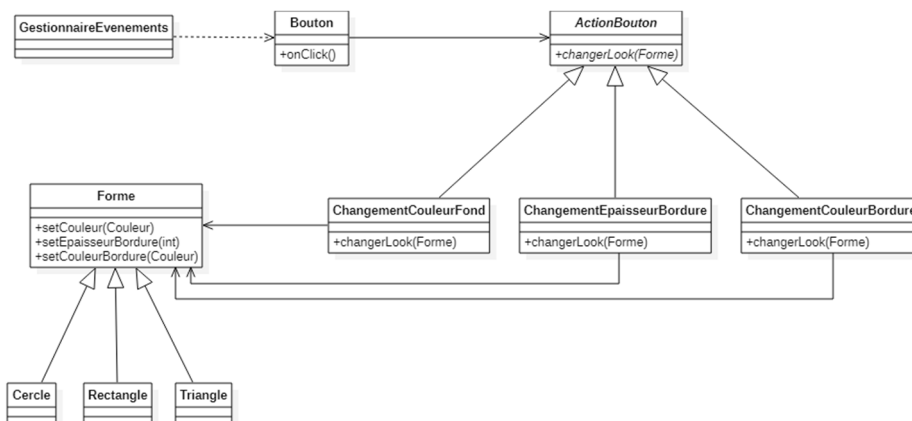 GestionnaireEvenements
Bouton
+onClick()
ActionBouton
+changerLook(Forme)
Forme
+setCouleur(Couleur)
+setEpaisseurBordure(int)
+setCouleurBordure(Couleur)
ChangementCouleurFond
+changerLook(Forme)
ChangementEpaisseurBordure
+changerLook(Forme)
ChangementCouleurBordure
+changerLook(Forme)
Cercle
Rectangle
Triangle